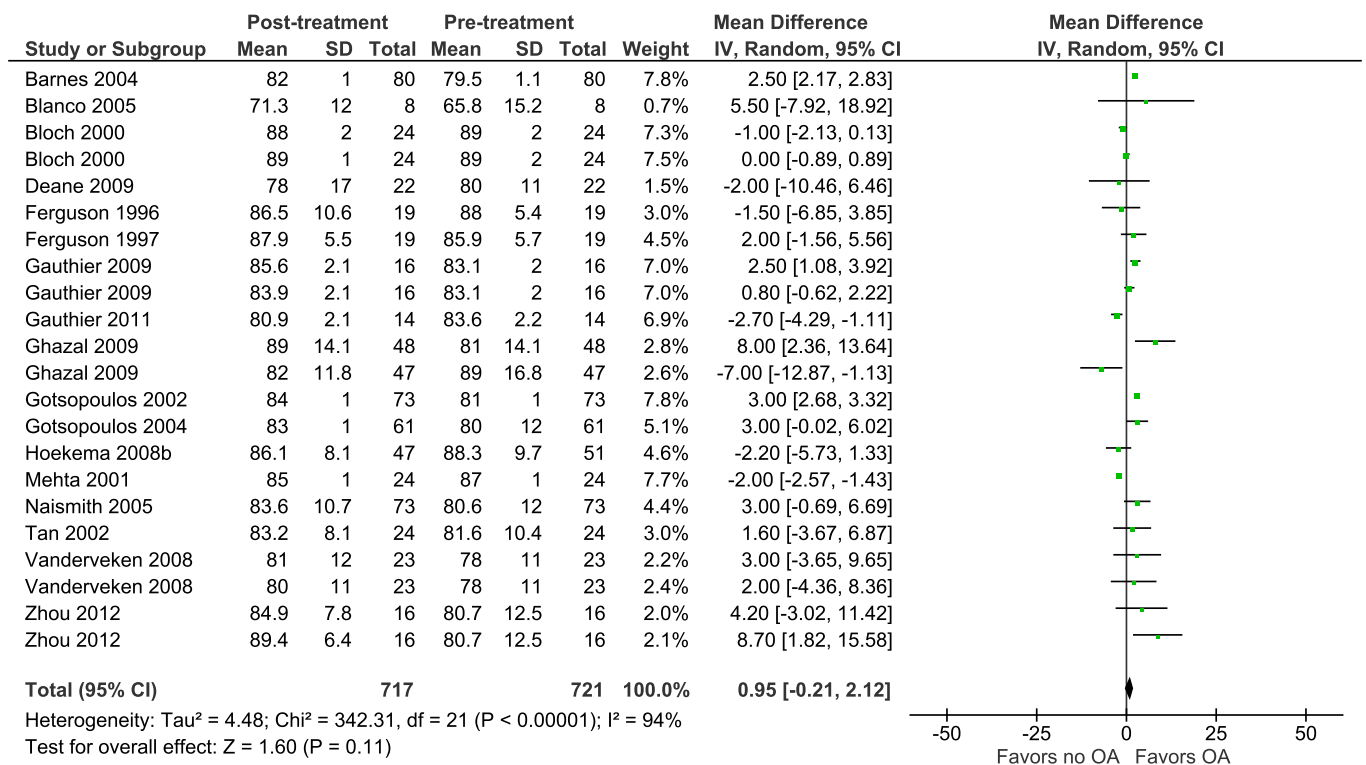 Post-treatment Pre-treatment Mean Difference Mean Difference
Study or Subgroup Mean SD Total Mean SD Total Weight IV, Random, 95% CI IV, Random, 95% CI
Barnes 2004 82 1 80 79.5 1.1 80 7.8% 2.50 [2.17, 2.83]
Blanco 2005 71.3 12 8 65.8 15.2 8 0.7% 5.50 [-7.92, 18.92]
Bloch 2000 88 2 24 89 2 24 7.3% -1.00 [-2.13, 0.13]
Bloch 2000 89 1 24 89 2 24 7.5% 0.00 [-0.89, 0.89]
Deane 2009 78 17 22 80 11 22 1.5% -2.00 [-10.46, 6.46]
Ferguson 1996 86.5 10.6 19 88 5.4 19 3.0% -1.50 [-6.85, 3.85]
Ferguson 1997 87.9 5.5 19 85.9 5.7 19 4.5% 2.00 [-1.56, 5.56]
Gauthier 2009 85.6 2.1 16 83.1 2 16 7.0% 2.50 [1.08, 3.92]
Gauthier 2009 83.9 2.1 16 83.1 2 16 7.0% 0.80 [-0.62, 2.22]
Gauthier 2011 80.9 2.1 14 83.6 2.2 14 6.9% -2.70 [-4.29, -1.11]
Ghazal 2009 89 14.1 48 81 14.1 48 2.8% 8.00 [2.36, 13.64]
Ghazal 2009 82 11.8 47 89 16.8 47 2.6% -7.00 [-12.87, -1.13]
Gotsopoulos 2002 84 1 73 81 1 73 7.8% 3.00 [2.68, 3.32]
Gotsopoulos 2004 83 1 61 80 12 61 5.1% 3.00 [-0.02, 6.02]
Hoekema 2008b 86.1 8.1 47 88.3 9.7 51 4.6% -2.20 [-5.73, 1.33]
Mehta 2001 85 1 24 87 1 24 7.7% -2.00 [-2.57, -1.43]
Naismith 2005 83.6 10.7 73 80.6 12 73 4.4% 3.00 [-0.69, 6.69]
Tan 2002 83.2 8.1 24 81.6 10.4 24 3.0% 1.60 [-3.67, 6.87]
Vanderveken 2008 81 12 23 78 11 23 2.2% 3.00 [-3.65, 9.65]
Vanderveken 2008 80 11 23 78 11 23 2.4% 2.00 [-4.36, 8.36]
Zhou 2012 84.9 7.8 16 80.7 12.5 16 2.0% 4.20 [-3.02, 11.42]
Zhou 2012 89.4 6.4 16 80.7 12.5 16 2.1% 8.70 [1.82, 15.58]
Total (95% CI) 717 721 100.0% 0.95 [-0.21, 2.12]
Heterogeneity: Tau² = 4.48; Chi² = 342.31, df = 21 (P < 0.00001); I² = 94%
Test for overall effect: Z = 1.60 (P = 0.11)
-50 -25 0 25 50
Favors no OA Favors OA